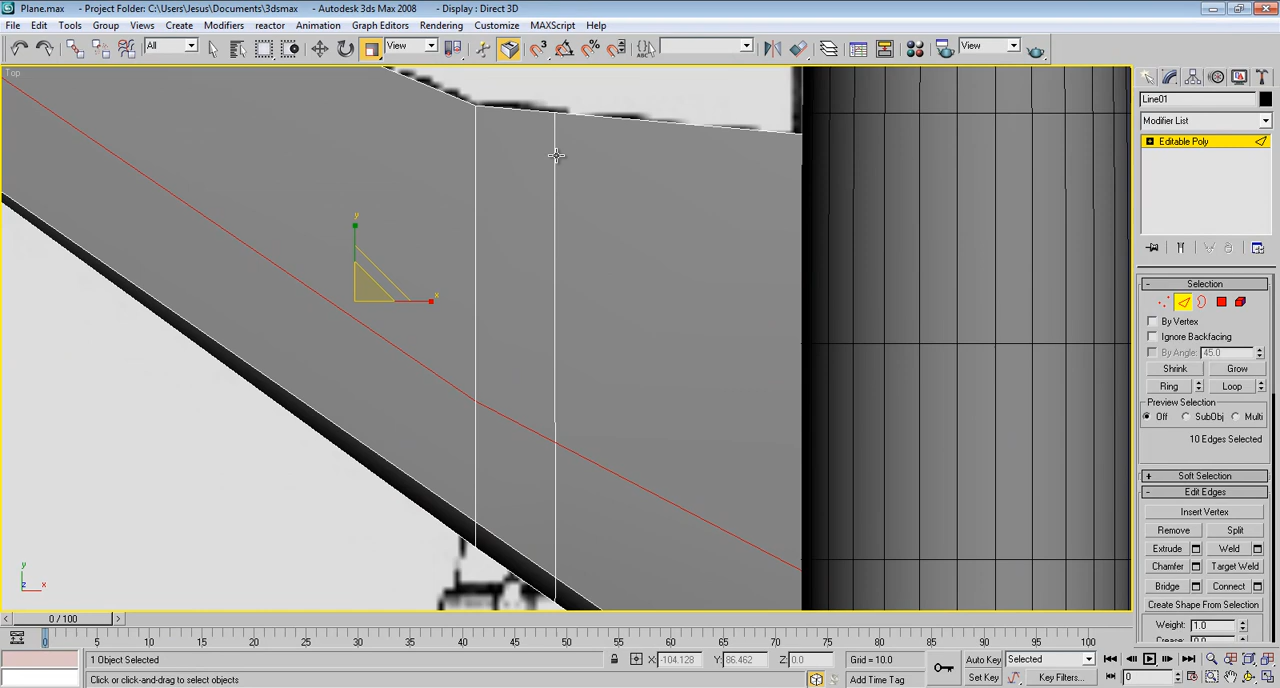 Plane.max - Project Folder: C:\Users\Jesus\Documents\3dsmax - Autodesk 3ds Max 2008 - Display : Direct 3D
File Edit Tools Group Views Create Modifiers reactor Animation Graph Editors Rendering Customize MAXScript Help
All View View
Top
Line01
Modifier List
Editable Poly
Selection
By Vertex
Ignore Backfacing
By Angle: 45.0
Shrink Grow
Ring Loop
Preview Selection
Off SubObj Multi
10 Edges Selected
Soft Selection
Edit Edges
Insert Vertex
Remove Split
Extrude Weld
Chamfer Target Weld
Bridge Connect
Create Shape From Selection
Weight: 1.0
y
x
y
z x
0 / 100
0 5 10 15 20 25 30 35 40 45 50 55 60 65 70 75 80 85 90 95 100
1 Object Selected X: -104.128 Y: 86.462 Z: 0.0 Grid = 10.0 Auto Key Selected
Click or click-and-drag to select objects Add Time Tag Set Key Key Filters... 0